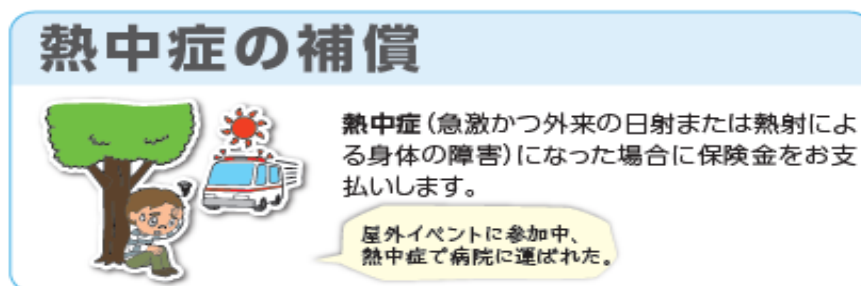 熱中症の補償
熱中症（急激かつ外来の日射または熱射によ
る身体の障害）になった場合に保険金をお支
払いします。
屋外イベントに参加中、
熱中症で病院に運ばれた。